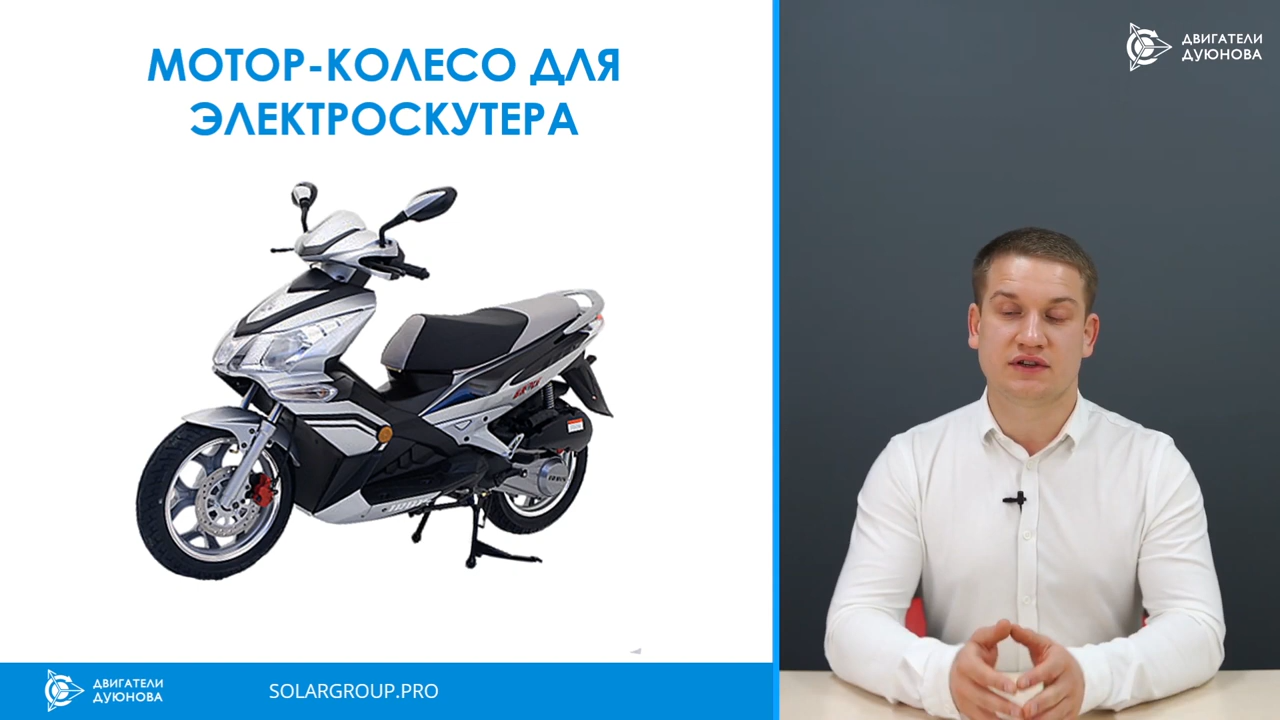 МОТОР-КОЛЕСО ДЛЯ
ЭЛЕКТРОСКУТЕРА
ДВИГАТЕЛИ
ДУЮНОВА
ДВИГАТЕЛИ
ДУЮНОВА
SOLARGROUP.PRO